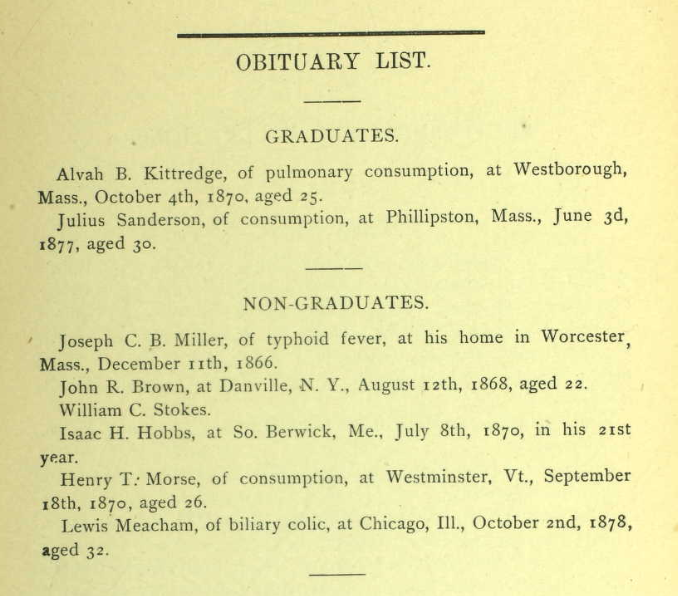 OBITUARY LIST.
GRADUATES.
Alvah B. Kittredge, of pulmonary consumption, at Westborough,
Mass., October 4th, 1870, aged 25.
Julius Sanderson, of consumption, at Phillipston, Mass., June 3d,
1877, aged 30.
NON-GRADUATES.
Joseph C. B. Miller, of typhoid fever, at his home in Worcester,
Mass., December 11th, 1866.
John R. Brown, at Danville, N. Y., August 12th, 1868, aged 22.
William C. Stokes.
Isaac H. Hobbs, at So. Berwick, Me., July 8th, 1870, in his 21st
year.
Henry T. Morse, of consumption, at Westminster, Vt., September
18th, 1870, aged 26.
Lewis Meacham, of biliary colic, at Chicago, Ill., October 2nd, 1878,
aged 32.